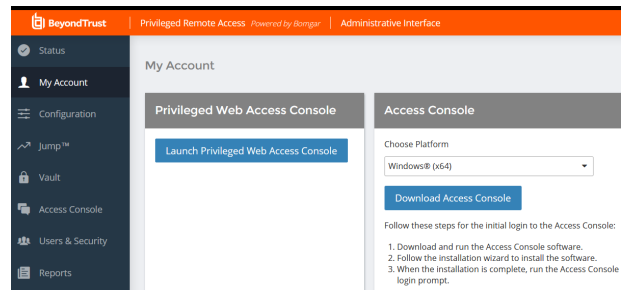 BeyondTrust
Privileged Remote Access Powered by Bomgar
Administrative Interface
Status
My Account
Configuration
Jump™
Vault
Access Console
Users & Security
Reports
My Account
Privileged Web Access Console
Launch Privileged Web Access Console
Access Console
Choose Platform
Windows® (x64)
Download Access Console
Follow these steps for the initial login to the Access Console:
1. Download and run the Access Console software.
2. Follow the installation wizard to install the software.
3. When the installation is complete, run the Access Console
login prompt.